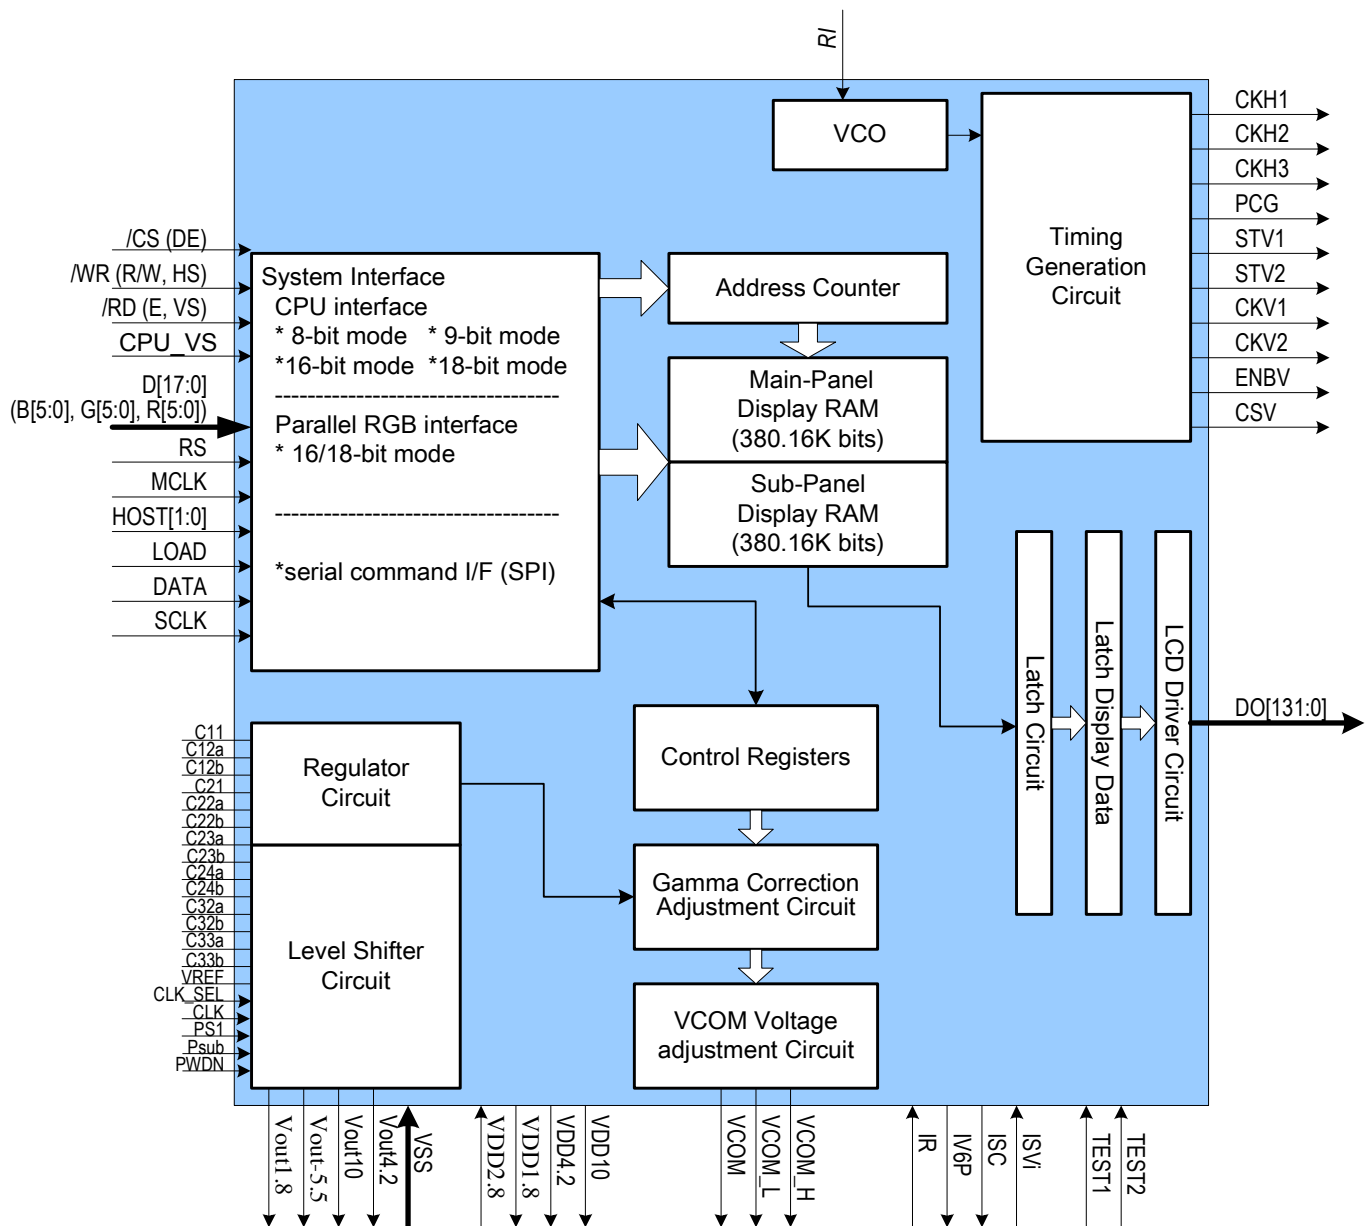 RI
VCO
Timing
Generation
Circuit
CKH1
CKH2
CKH3
PCG
STV1
STV2
CKV1
CKV2
ENBV
CSV
/CS (DE)
/WR (R/W, HS)
/RD (E, VS)
CPU_VS
D[17:0]
(B[5:0], G[5:0], R[5:0])
RS
MCLK
HOST[1:0]
LOAD
DATA
SCLK
System Interface
CPU interface
* 8-bit mode * 9-bit mode
*16-bit mode *18-bit mode
-----------------------------------
Parallel RGB interface
* 16/18-bit mode
-----------------------------------
*serial command I/F (SPI)
Address Counter
Main-Panel
Display RAM
(380.16K bits)
Sub-Panel
Display RAM
(380.16K bits)
Latch Circuit
Latch Display Data
LCD Driver Circuit
DO[131:0]
C11
C12a
C12b
C21
C22a
C22b
C23a
C23b
C24a
C24b
C32a
C32b
C33a
C33b
VREF
CLK_SEL
CLK
PS1
Psub
PWDN
Regulator
Circuit
Level Shifter
Circuit
Control Registers
Gamma Correction
Adjustment Circuit
VCOM Voltage
adjustment Circuit
Vout1.8
Vout-5.5
Vout10
Vout4.2
VSS
VDD2.8
VDD1.8
VDD4.2
VDD10
VCOM
VCOM_L
VCOM_H
IR
IV6P
ISC
ISVi
TEST1
TEST2